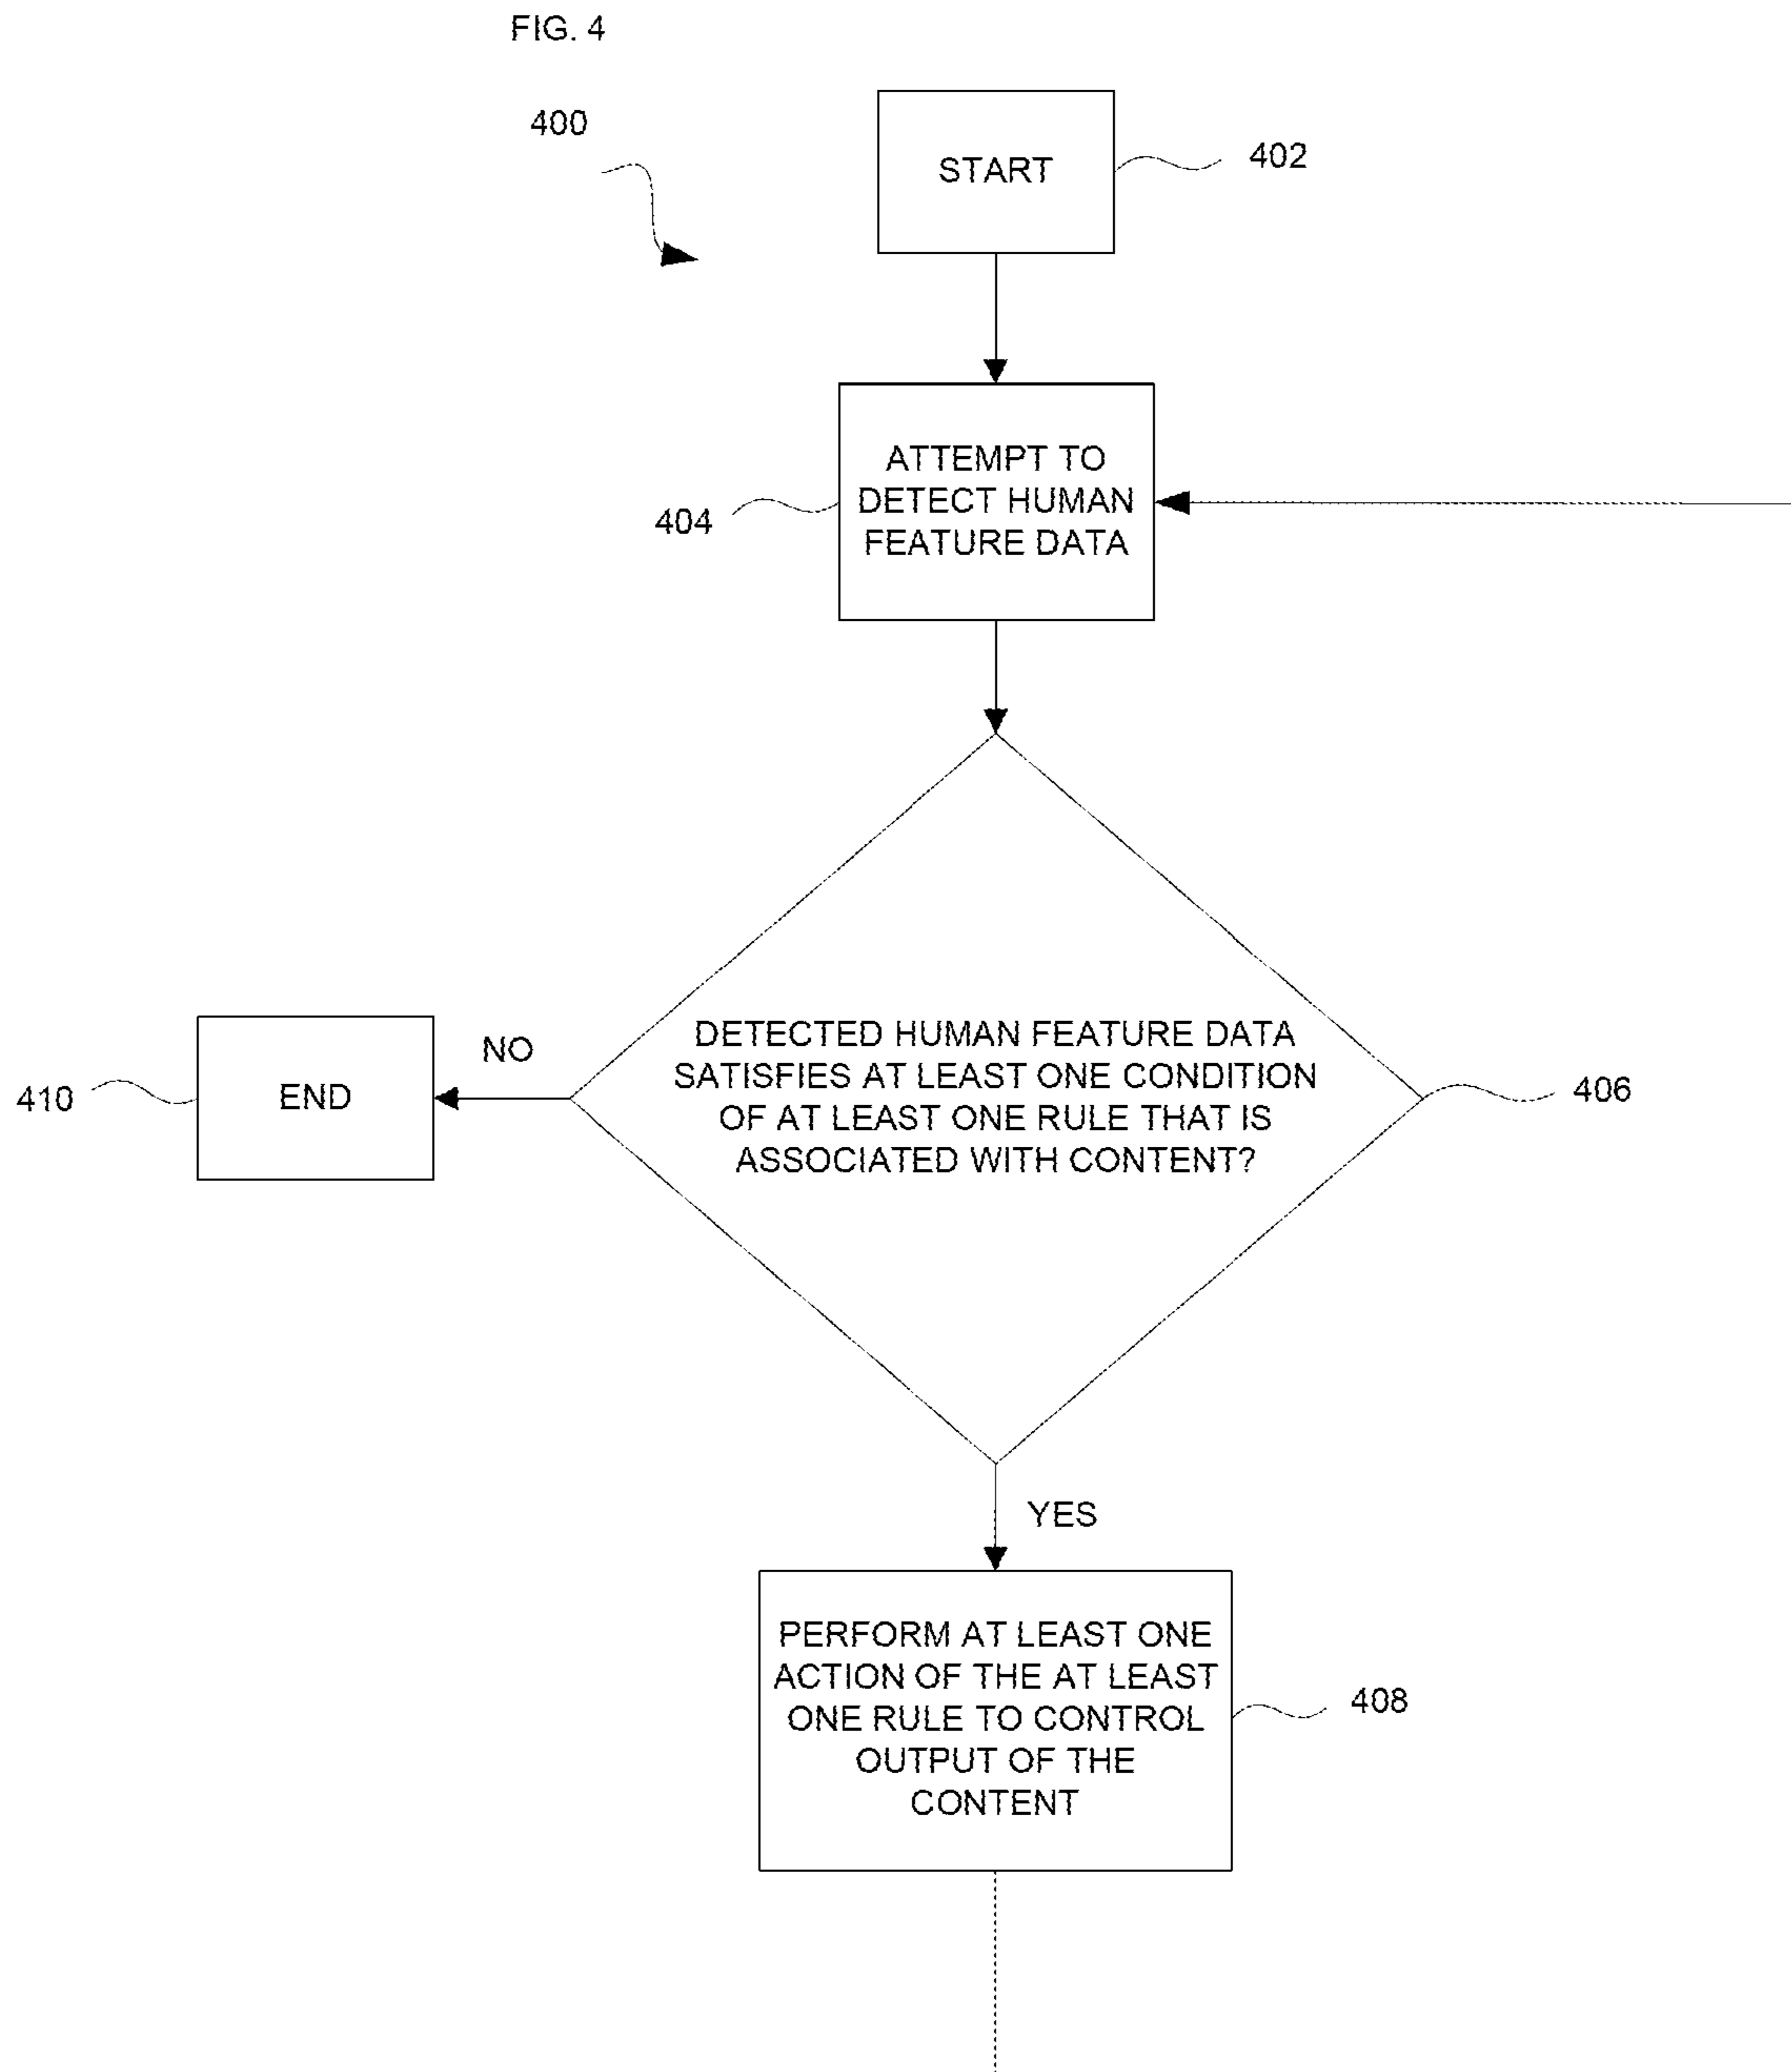 FIG. 4
400
START
402
ATTEMPT TO
DETECT HUMAN
FEATURE DATA
404
DETECTED HUMAN FEATURE DATA
SATISFIES AT LEAST ONE CONDITION
OF AT LEAST ONE RULE THAT IS
ASSOCIATED WITH CONTENT?
406
NO
END
410
YES
PERFORM AT LEAST ONE
ACTION OF THE AT LEAST
ONE RULE TO CONTROL
OUTPUT OF THE
CONTENT
408